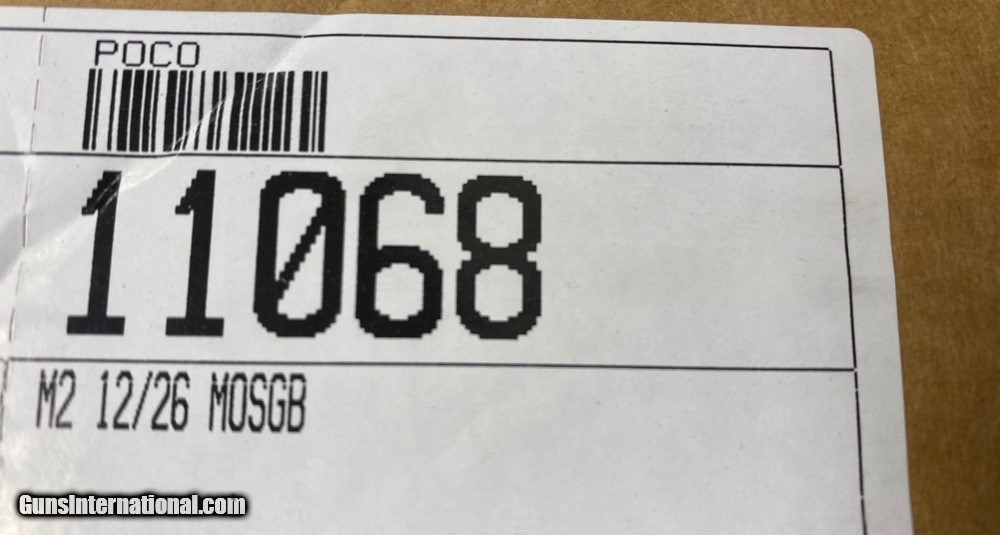 POCO
11068
M2 12/26 MOSGB
GunsInternational.com